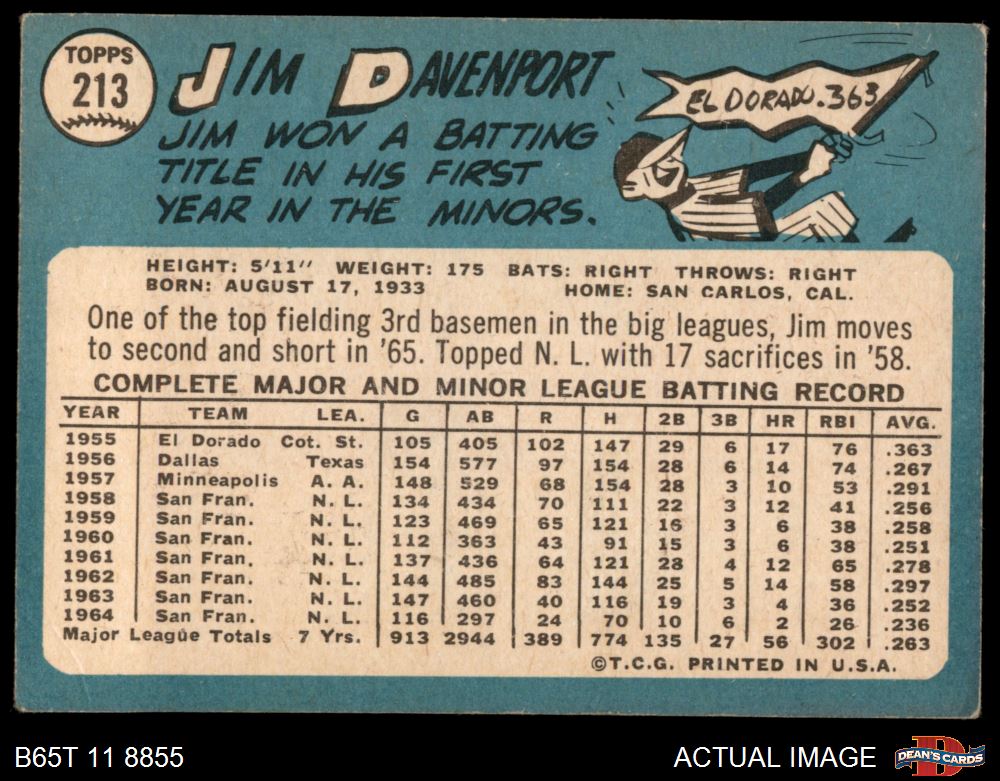 TOPPS
213
JIM DAVENPORT
JIM WON A BATTING
TITLE IN HIS FIRST
YEAR IN THE MINORS.
EL DORADO .363
HEIGHT: 5'11" WEIGHT: 175 BATS: RIGHT THROWS: RIGHT
BORN: AUGUST 17, 1933 HOME: SAN CARLOS, CAL.
One of the top fielding 3rd basemen in the big leagues, Jim moves
to second and short in '65. Topped N. L. with 17 sacrifices in '58.
COMPLETE MAJOR AND MINOR LEAGUE BATTING RECORD
YEAR TEAM LEA. G AB R H 2B 3B HR RBI AVG.
1955 El Dorado Cot. St. 105 405 102 147 29 6 17 76 .363
1956 Dallas Texas 154 577 97 154 28 6 14 74 .267
1957 Minneapolis A. A. 148 529 68 154 28 3 10 53 .291
1958 San Fran. N. L. 134 434 70 111 22 3 12 41 .256
1959 San Fran. N. L. 123 469 65 121 16 3 6 38 .258
1960 San Fran. N. L. 112 363 43 91 15 3 6 38 .251
1961 San Fran. N. L. 137 436 64 121 28 4 12 65 .278
1962 San Fran. N. L. 144 485 83 144 25 5 14 58 .297
1963 San Fran. N. L. 147 460 40 116 19 3 4 36 .252
1964 San Fran. N. L. 116 297 24 70 10 6 2 26 .236
Major League Totals 7 Yrs. 913 2944 389 774 135 27 56 302 .263
©T.C.G. PRINTED IN U.S.A.
B65T 11 8855
ACTUAL IMAGE
DEAN'S CARDS